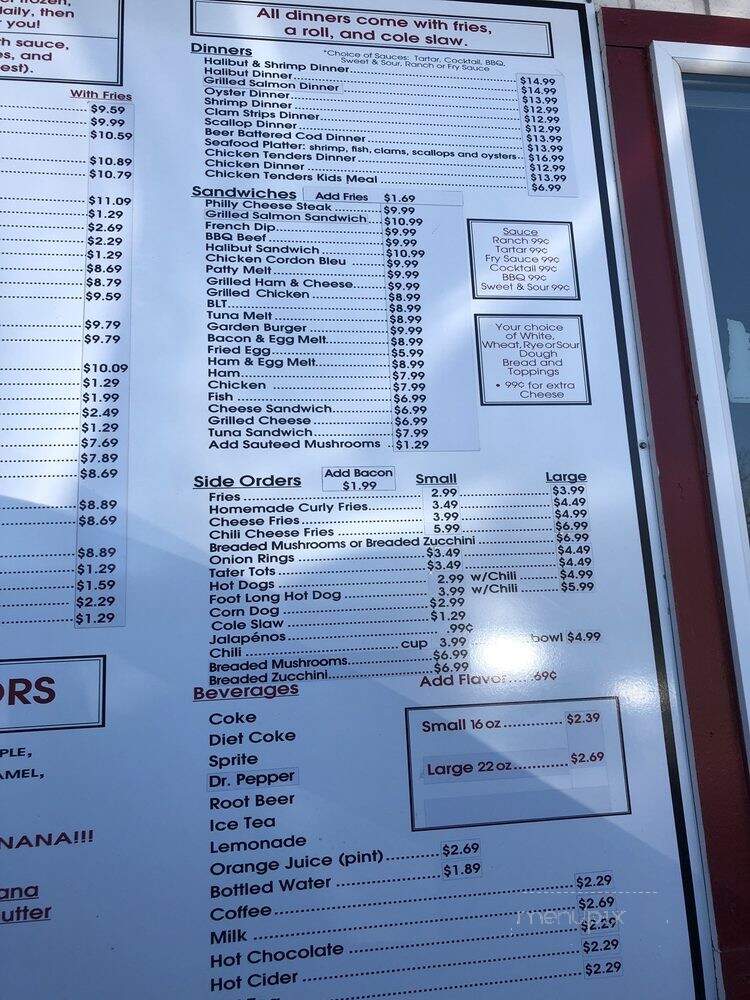 daily, then
you!
sauce,
and
With Fries
$9.59
$9.99
$10.59
$10.89
$10.79
$11.09
$1.29
$2.69
$2.29
$1.29
$8.69
$8.79
$9.59
$9.79
$9.79
$10.09
$1.29
$1.99
$2.49
$1.29
$7.69
$7.89
$8.69
$8.89
$8.69
$8.89
$1.29
$1.59
$2.29
$1.29
ORS
PLE,
AMEL,
NANA!!!
ana
utter
All dinners come with fries,
a roll, and cole slaw.
Dinners
*Choice of Sauces: Tartar, Cocktail, BBQ,
Sweet & Sour, Ranch or Fry Sauce
Halibut & Shrimp Dinner $14.99
Halibut Dinner $14.99
Grilled Salmon Dinner $13.99
Oyster Dinner $12.99
Shrimp Dinner $12.99
Clam Strips Dinner $12.99
Scallop Dinner $13.99
Beer Battered Cod Dinner $13.99
Seafood Platter: shrimp, fish, clams, scallops and oysters $16.99
Chicken Tenders Dinner $12.99
Chicken Dinner $13.99
Chicken Tenders Kids Meal $6.99
Sandwiches Add Fries $1.69
Philly Cheese Steak $9.99
Grilled Salmon Sandwich $10.99
French Dip $9.99
BBQ Beef $9.99
Halibut Sandwich $10.99
Chicken Cordon Bleu $9.99
Patty Melt $9.99
Grilled Ham & Cheese $9.99
Grilled Chicken $8.99
BLT $8.99
Tuna Melt $8.99
Garden Burger $9.99
Bacon & Egg Melt $8.99
Fried Egg $5.99
Ham & Egg Melt $8.99
Ham $7.99
Chicken $7.99
Fish $6.99
Cheese Sandwich $6.99
Grilled Cheese $6.99
Tuna Sandwich $7.99
Add Sauteed Mushrooms $1.29
Sauce
Ranch 99¢
Tartar 99¢
Fry Sauce 99¢
Cocktail 99¢
BBQ 99¢
Sweet & Sour 99¢
Your choice
of White,
Wheat, Rye or Sour
Dough
Bread and
Toppings
• 99¢ for extra
Cheese
Side Orders Add Bacon $1.99 Small Large
Fries 2.99 $3.99
Homemade Curly Fries 3.49 $4.49
Cheese Fries 3.99 $4.99
Chili Cheese Fries 5.99 $6.99
Breaded Mushrooms or Breaded Zucchini $6.99
Onion Rings $3.49 $4.49
Tater Tots $3.49 $4.49
Hot Dogs 2.99 w/Chili $4.99
Foot Long Hot Dog 3.99 w/Chili $5.99
Corn Dog $2.99
Cole Slaw $1.29
Jalapénos .99¢
Chili cup 3.99 bowl $4.99
Breaded Mushrooms $6.99
Breaded Zucchini $6.99
Beverages Add Flavor .69¢
Coke
Diet Coke
Sprite
Dr. Pepper
Root Beer
Ice Tea
Lemonade
Small 16 oz $2.39
Large 22 oz $2.69
Orange Juice (pint) $2.69
Bottled Water $1.89
Coffee $2.29
Milk $2.69
Hot Chocolate $2.29
Hot Cider $2.29
$2.29
menupix